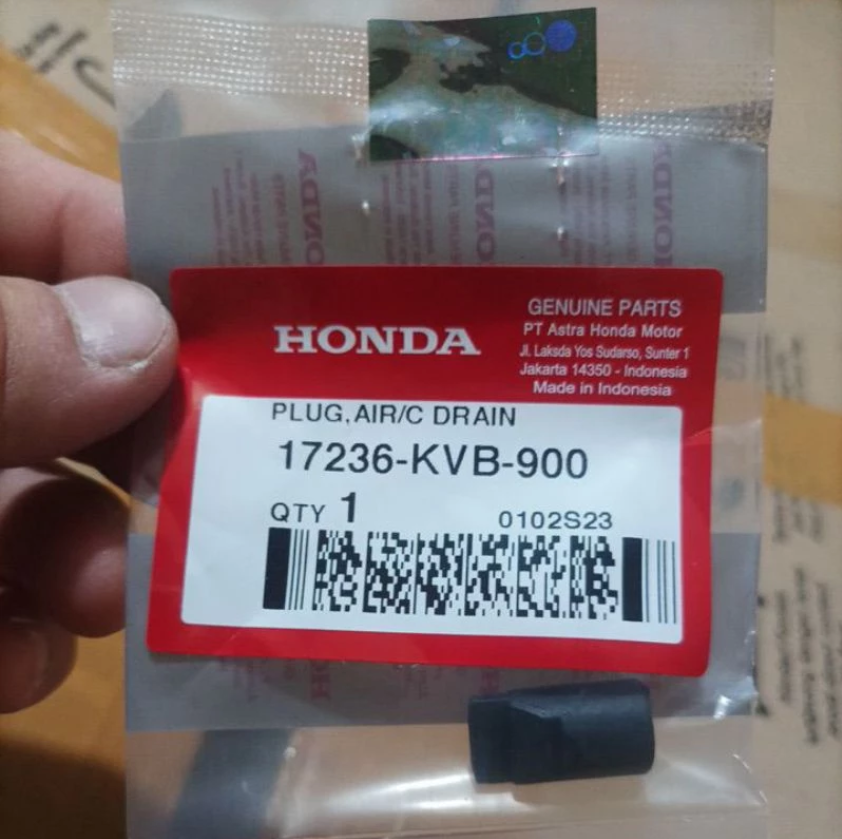 HONDA
GENUINE PARTS
PT Astra Honda Motor
Jl. Laksda Yos Sudarso, Sunter 1
Jakarta 14350 - Indonesia
Made in Indonesia
PLUG,AIR/C DRAIN
17236-KVB-900
QTY 1
0102S23